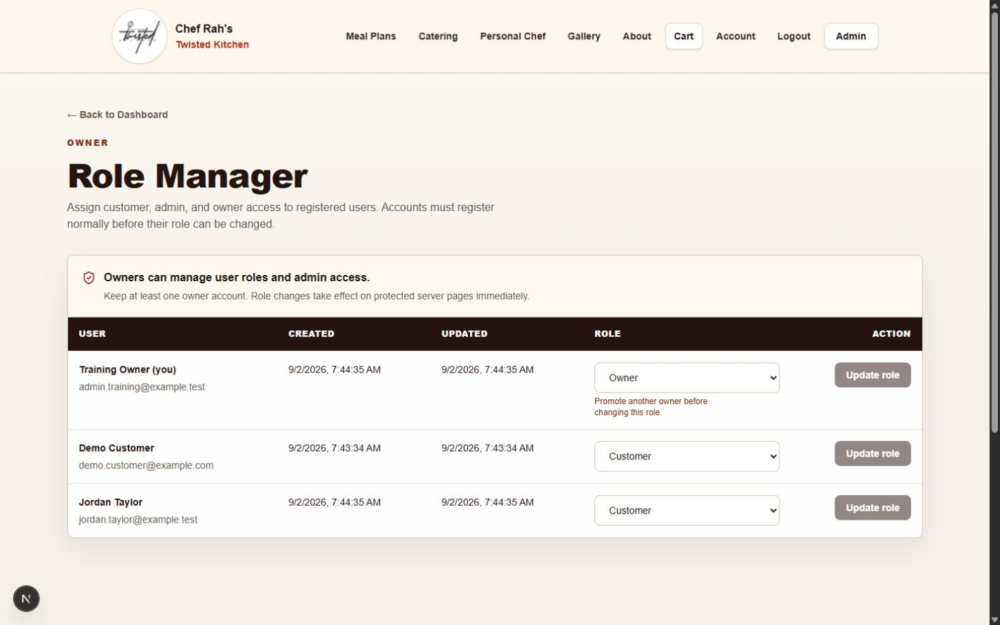 twisted
Chef Rah's
Twisted Kitchen
Meal Plans
Catering
Personal Chef
Gallery
About
Cart
Account
Logout
Admin
← Back to Dashboard
OWNER
Role Manager
Assign customer, admin, and owner access to registered users. Accounts must register
normally before their role can be changed.
Owners can manage user roles and admin access.
Keep at least one owner account. Role changes take effect on protected server pages immediately.
USER CREATED UPDATED ROLE ACTION
Training Owner (you) 9/2/2026, 7:44:35 AM 9/2/2026, 7:44:35 AM Owner Update role
admin.training@example.test
Promote another owner before
changing this role.
Demo Customer 9/2/2026, 7:43:34 AM 9/2/2026, 7:43:34 AM Customer Update role
demo.customer@example.com
Jordan Taylor 9/2/2026, 7:44:35 AM 9/2/2026, 7:44:35 AM Customer Update role
jordan.taylor@example.test
N